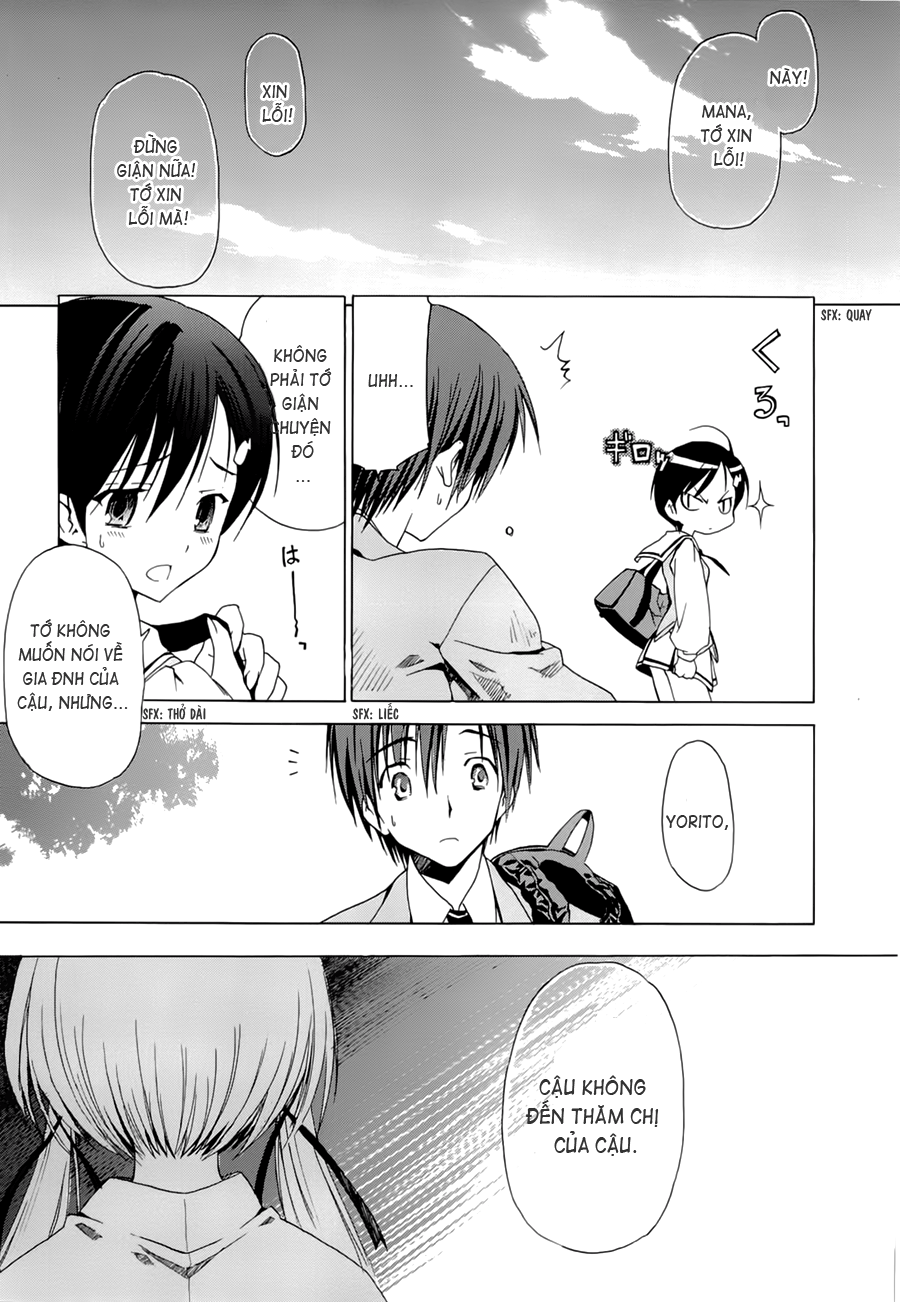 NÀY!
MANA,
TỚ XIN
LỖI!
XIN
LỖI!
ĐỪNG
GIẬN NỮA!
TỚ XIN
LỖI MÀ!
SFX: QUAY
くる、
ギロッ
UHH...
KHÔNG
PHẢI TỚ
GIẬN
CHUYỆN
ĐÓ
...
はーっ
TỚ KHÔNG
MUỐN NÓI VỀ
GIA ĐNH CỦA
CẬU, NHƯNG...
SFX: THỞ DÀI
SFX: LIẾC
YORITO,
CẬU KHÔNG
ĐẾN THĂM CHỊ
CỦA CẬU.